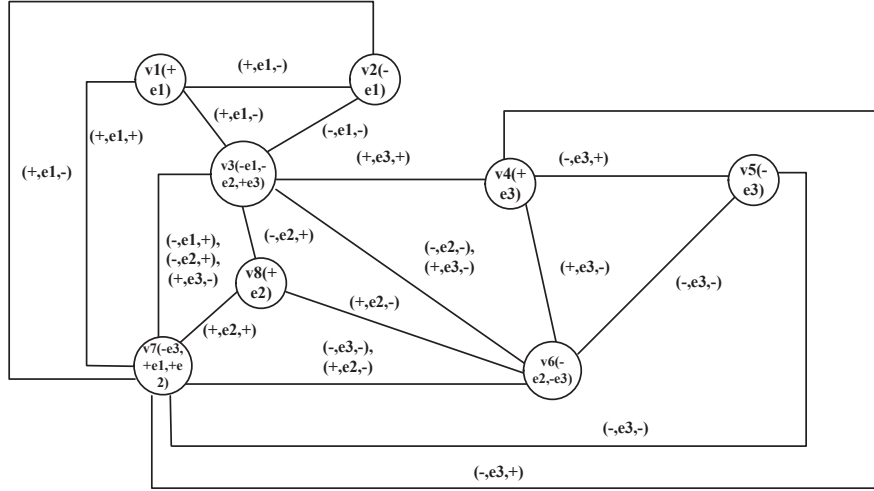 (+,e1,-)
v1(+
e1)
v2(-
e1)
(+,e1,-)
(+,e1,+)
(-,e1,-)
(+,e1,-)
v3(-e1,-
e2,+e3)
(+,e3,+)
v4(+
e3)
(-,e3,+)
v5(-
e3)
(-,e1,+),
(-,e2,+),
(+,e3,-)
(-,e2,+)
(-,e2,-),
(+,e3,-)
(+,e3,-)
(-,e3,-)
v8(+
e2)
(+,e2,+)
(+,e2,-)
v7(-e3,
+e1,+e
2)
(-,e3,-),
(+,e2,-)
v6(-
e2,-e3)
(-,e3,-)
(-,e3,+)